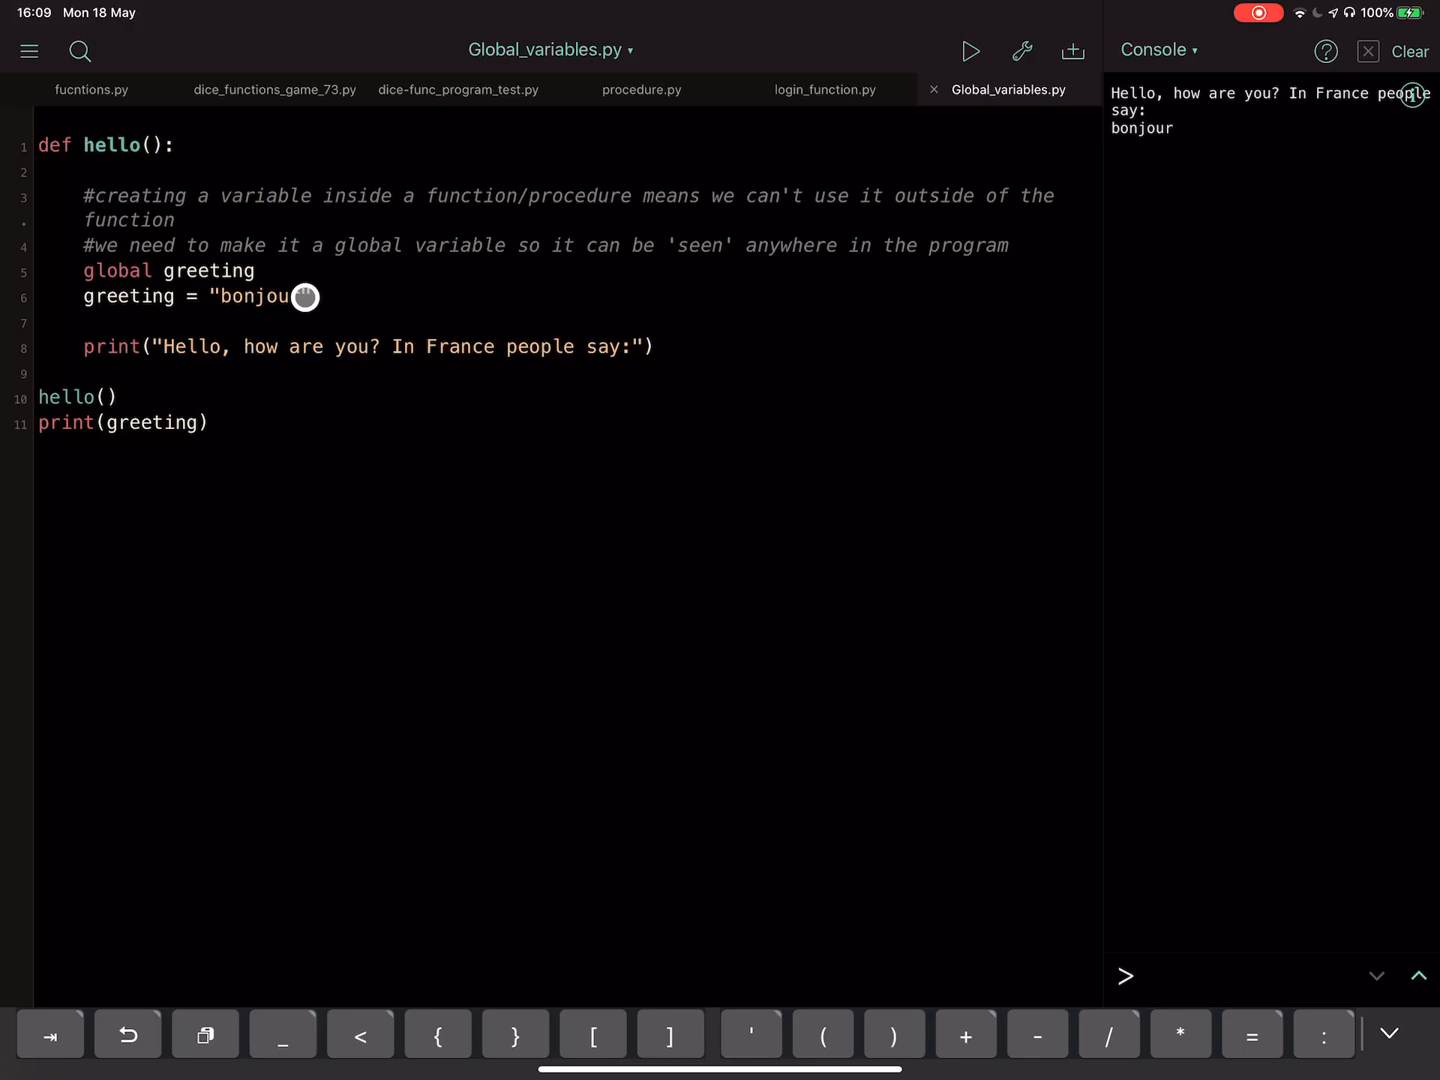 16:09 Mon 18 May 100%
Global_variables.py
Console
Clear
fucntions.py dice_functions_game_73.py dice-func_program_test.py procedure.py login_function.py Global_variables.py
1 def hello():
2
3 #creating a variable inside a function/procedure means we can't use it outside of the
function
4 #we need to make it a global variable so it can be 'seen' anywhere in the program
5 global greeting
6 greeting = "bonjou
7
8 print("Hello, how are you? In France people say:")
9
10 hello()
11 print(greeting)
Hello, how are you? In France people
say:
bonjour
>
_ < { } [ ] ' ( ) + - / * = :